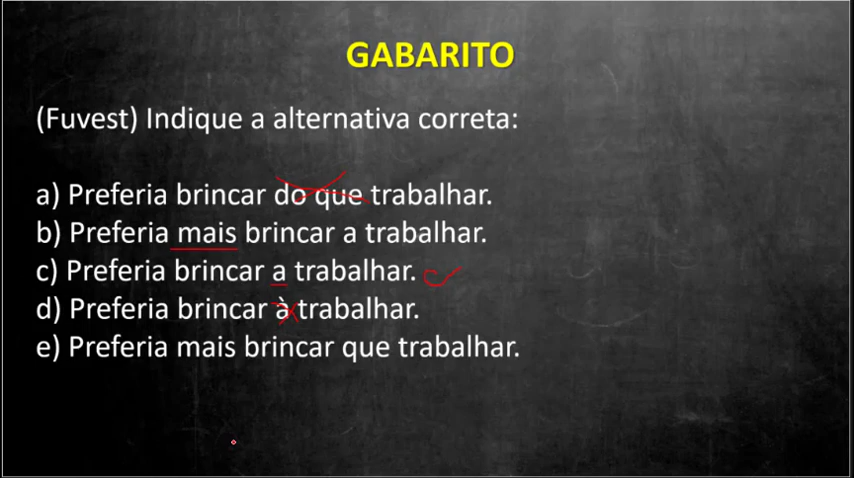 GABARITO
(Fuvest) Indique a alternativa correta:
a) Preferia brincar do que trabalhar.
b) Preferia mais brincar a trabalhar.
c) Preferia brincar a trabalhar.
d) Preferia brincar à trabalhar.
e) Preferia mais brincar que trabalhar.